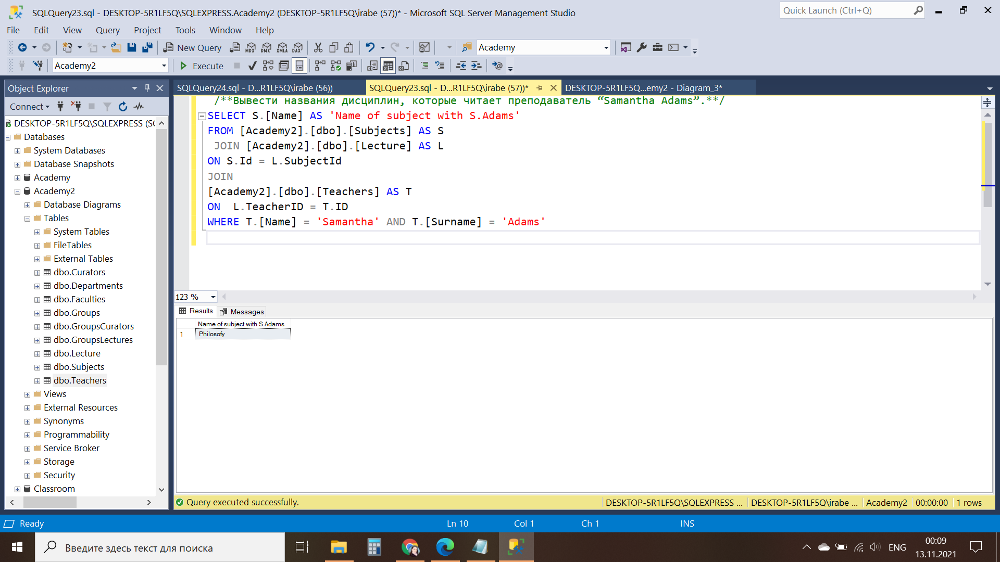 SQLQuery23.sql - DESKTOP-5R1LF5Q\SQLEXPRESS.Academy2 (DESKTOP-5R1LF5Q\irabe (57))* - Microsoft SQL Server Management Studio
Quick Launch (Ctrl+Q)
File Edit View Query Project Tools Window Help
New Query MDX DMX XMLA DAX Academy
Academy2 Execute
Object Explorer
Connect
DESKTOP-5R1LF5Q\SQLEXPRESS (SQ
Databases
System Databases
Database Snapshots
Academy
Academy2
Database Diagrams
Tables
System Tables
FileTables
External Tables
dbo.Curators
dbo.Departments
dbo.Faculties
dbo.Groups
dbo.GroupsCurators
dbo.GroupsLectures
dbo.Lecture
dbo.Subjects
dbo.Teachers
Views
External Resources
Synonyms
Programmability
Service Broker
Storage
Security
Classroom
SQLQuery24.sql - D...R1LF5Q\irabe (56)) SQLQuery23.sql - D...R1LF5Q\irabe (57))* DESKTOP-5R1LF5Q...emy2 - Diagram_3*
/**Вывести названия дисциплин, которые читает преподаватель “Samantha Adams”.**/
SELECT S.[Name] AS 'Name of subject with S.Adams'
FROM [Academy2].[dbo].[Subjects] AS S
JOIN [Academy2].[dbo].[Lecture] AS L
ON S.Id = L.SubjectId
JOIN
[Academy2].[dbo].[Teachers] AS T
ON  L.TeacherID = T.ID
WHERE T.[Name] = 'Samantha' AND T.[Surname] = 'Adams'
123 %
Results Messages
Name of subject with S.Adams
1 Philosofy
Query executed successfully. DESKTOP-5R1LF5Q\SQLEXPRESS ... DESKTOP-5R1LF5Q\irabe ... Academy2 00:00:00 1 rows
Ready Ln 10 Col 1 Ch 1 INS
Введите здесь текст для поиска
ENG
00:09
13.11.2021